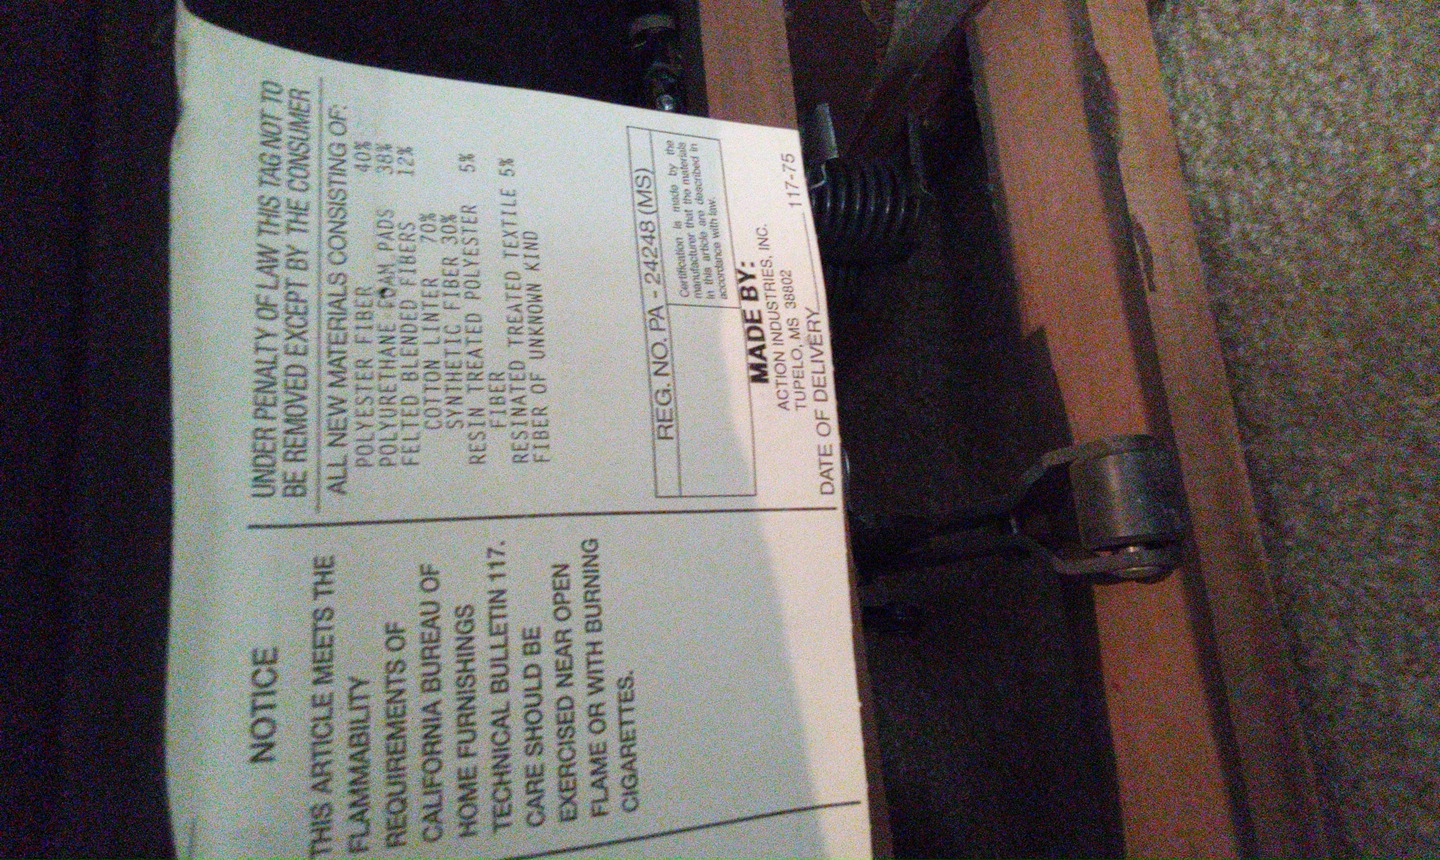 NOTICE
THIS ARTICLE MEETS THE
FLAMMABILITY
REQUIREMENTS OF
CALIFORNIA BUREAU OF
HOME FURNISHINGS
TECHNICAL BULLETIN 117.
CARE SHOULD BE
EXERCISED NEAR OPEN
FLAME OR WITH BURNING
CIGARETTES.
UNDER PENALTY OF LAW THIS TAG NOT TO
BE REMOVED EXCEPT BY THE CONSUMER
ALL NEW MATERIALS CONSISTING OF:
POLYESTER FIBER 40%
POLYURETHANE FOAM PADS 38%
FELTED BLENDED FIBERS 12%
COTTON LINTER 70%
SYNTHETIC FIBER 30%
RESIN TREATED POLYESTER 5%
FIBER
RESINATED TREATED TEXTILE 5%
FIBER OF UNKNOWN KIND
REG. NO. PA - 24248 (MS)
Certification is made by the
manufacturer that the materials
in this article are described in
accordance with law.
MADE BY:
ACTION INDUSTRIES, INC.
TUPELO, MS 38802
DATE OF DELIVERY 117-75